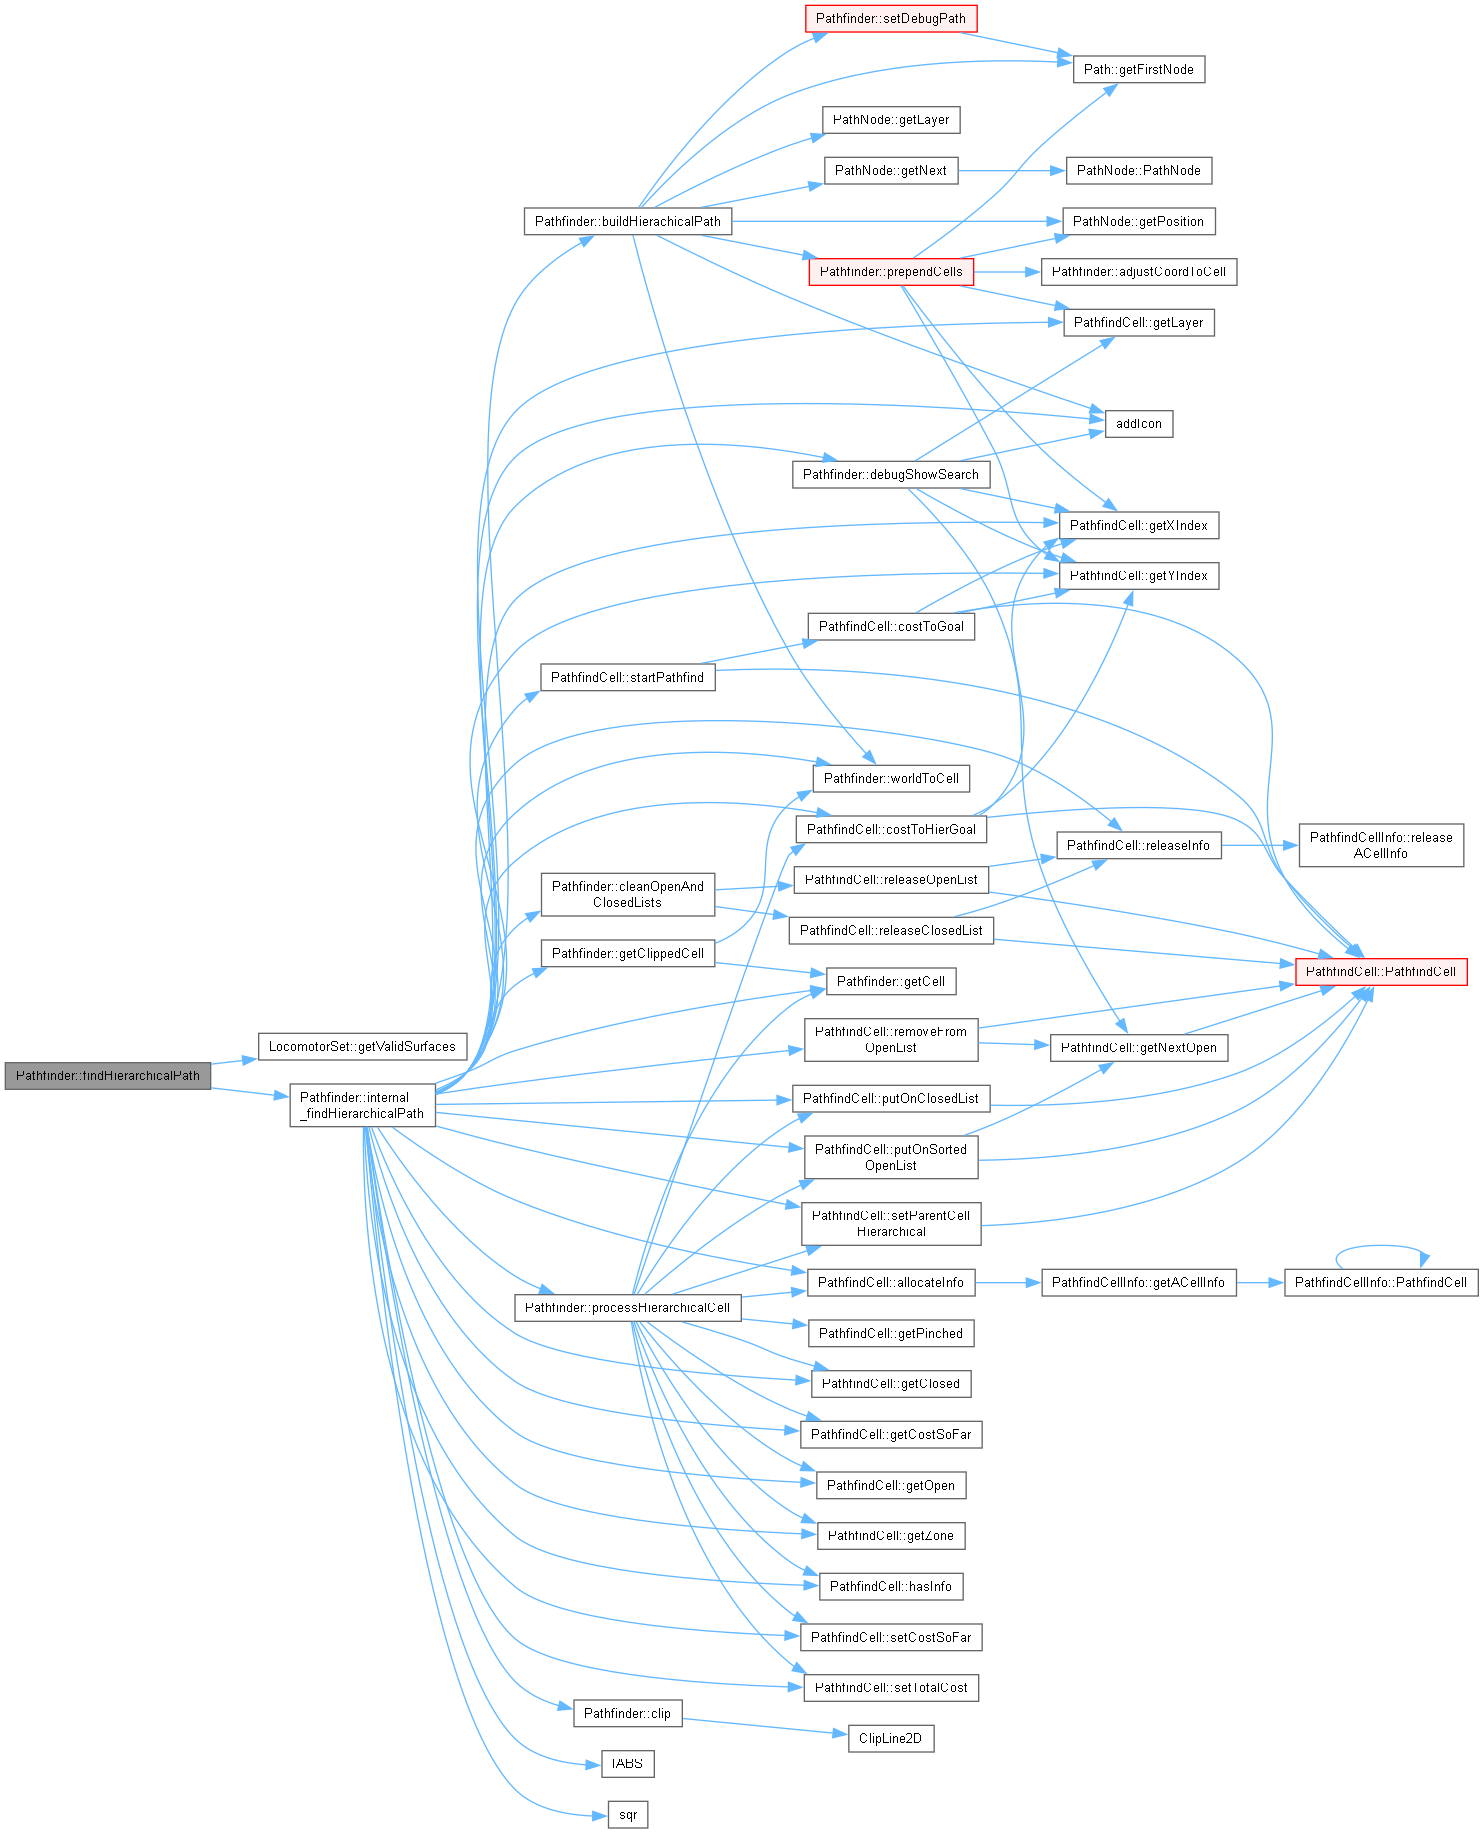 Pathfinder::setDebugPath
Path::getFirstNode
PathNode::getLayer
PathNode::getNext
PathNode::PathNode
Pathfinder::buildHierachicalPath
PathNode::getPosition
Pathfinder::prependCells
Pathfinder::adjustCoordToCell
PathfindCell::getLayer
addIcon
Pathfinder::debugShowSearch
PathfindCell::getXIndex
PathfindCell::getYIndex
PathfindCell::costToGoal
PathfindCell::startPathfind
Pathfinder::worldToCell
PathfindCell::costToHierGoal
PathfindCell::releaseInfo
PathfindCellInfo::release
ACellInfo
Pathfinder::cleanOpenAnd
ClosedLists
PathfindCell::releaseOpenList
PathfindCell::releaseClosedList
Pathfinder::getClippedCell
Pathfinder::getCell
PathfindCell::PathfindCell
PathfindCell::removeFrom
OpenList
PathfindCell::getNextOpen
LocomotorSet::getValidSurfaces
Pathfinder::findHierarchicalPath
Pathfinder::internal
_findHierarchicalPath
PathfindCell::putOnClosedList
PathfindCell::putOnSorted
OpenList
PathfindCell::setParentCell
Hierarchical
PathfindCell::allocateInfo
PathfindCellInfo::getACellInfo
PathfindCellInfo::PathfindCell
Pathfinder::processHierarchicalCell
PathfindCell::getPinched
PathfindCell::getClosed
PathfindCell::getCostSoFar
PathfindCell::getOpen
PathfindCell::getZone
PathfindCell::hasInfo
PathfindCell::setCostSoFar
PathfindCell::setTotalCost
Pathfinder::clip
ClipLine2D
IABS
sqr